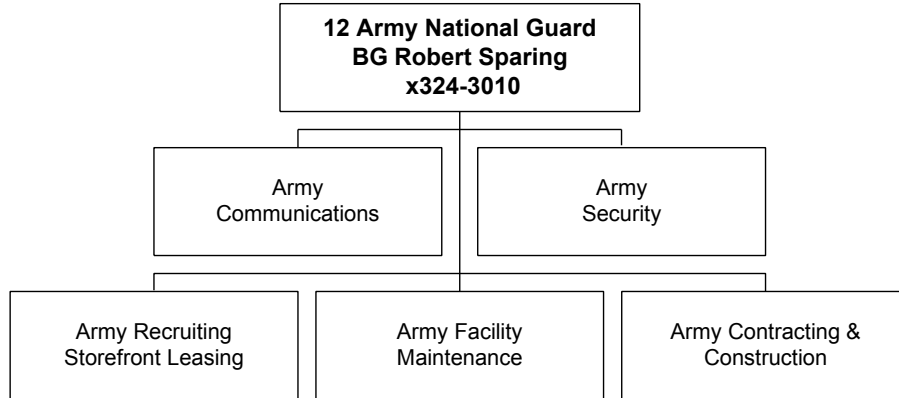 12 Army National Guard
BG Robert Sparing
x324-3010
Army
Communications
Army
Security
Army Recruiting
Storefront Leasing
Army Facility
Maintenance
Army Contracting &
Construction